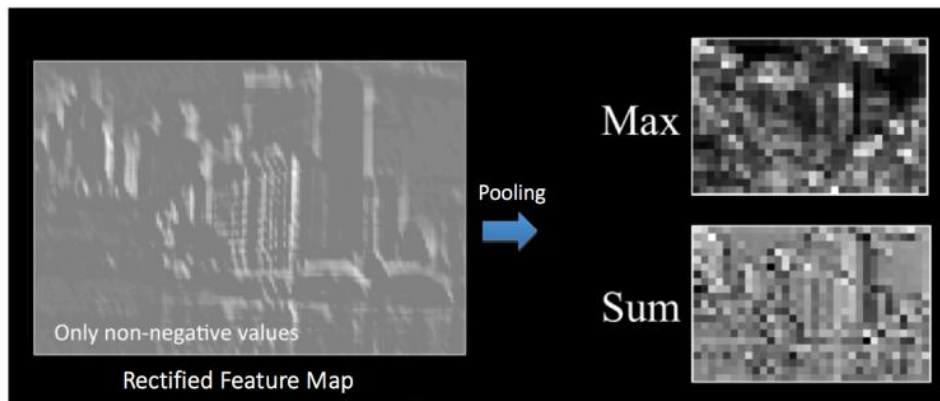 Only non-negative values
Rectified Feature Map
Pooling
Max
Sum